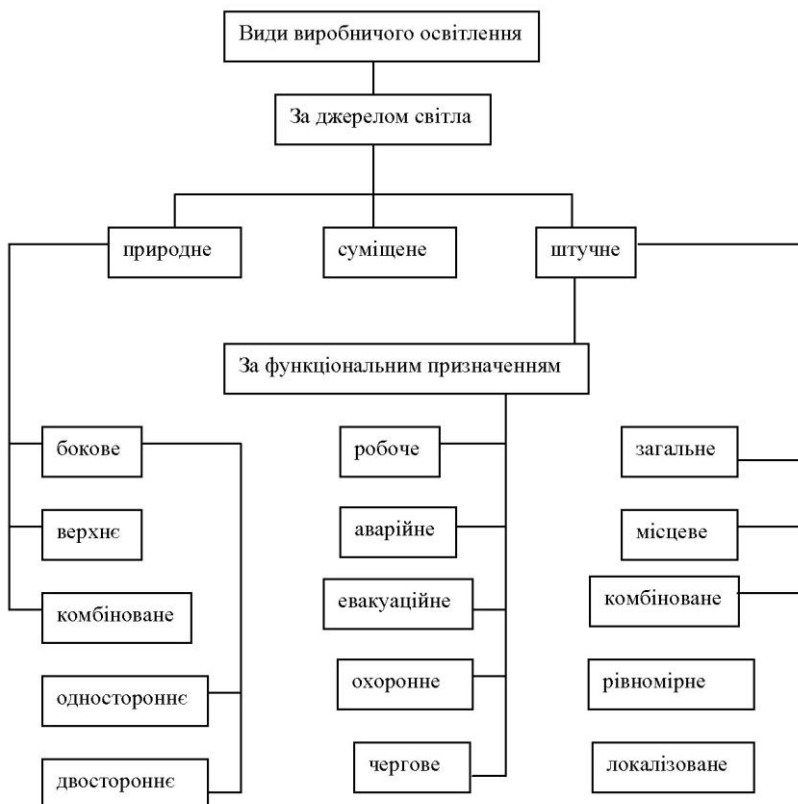 Види виробничого освітлення
За джерелом світла
природне
суміщене
штучне
За функціональним призначенням
бокове
робоче
загальне
верхнє
аварійне
місцеве
комбіноване
евакуаційне
комбіноване
одностороннє
охоронне
рівномірне
двостороннє
чергове
локалізоване